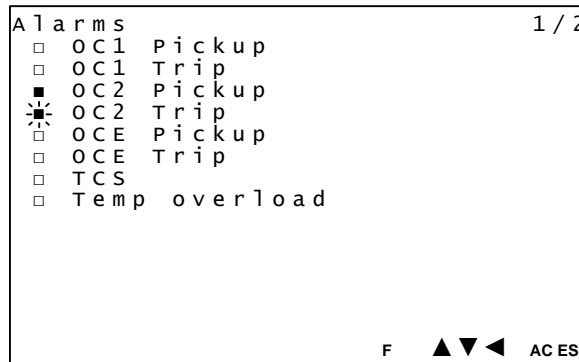 Alarms 1/2
□ OC1 Pickup
□ OC1 Trip
■ OC2 Pickup
■ OC2 Trip
□ OCE Pickup
□ OCE Trip
□ TCS
□ Temp overload
F ▲ ▼ ◀ AC ES